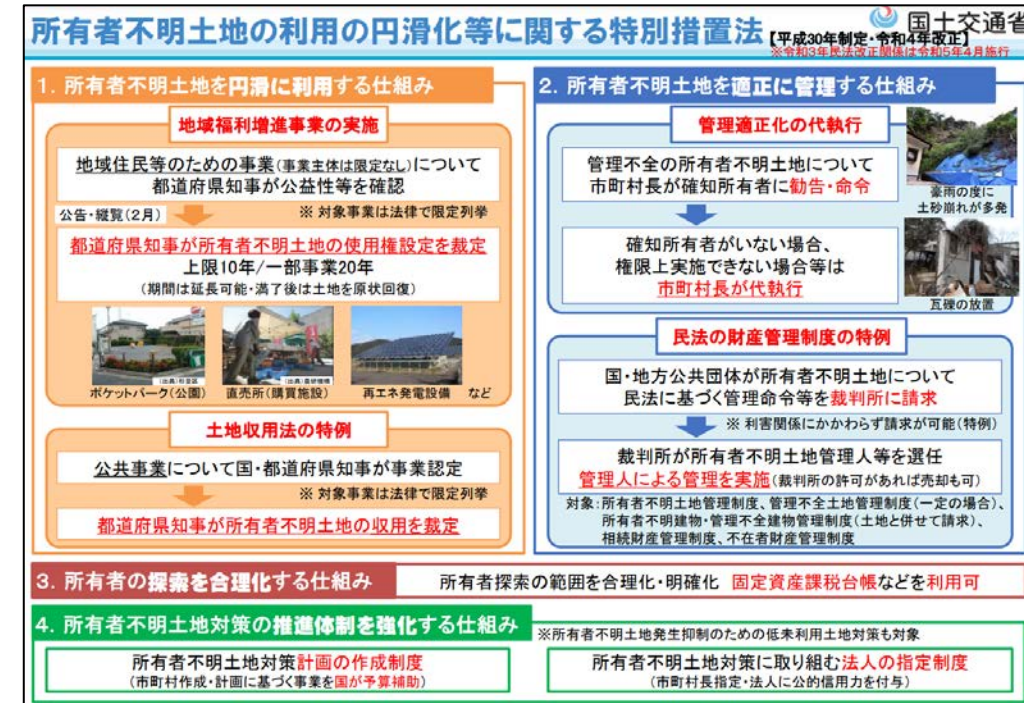 所有者不明土地の利用の円滑化等に関する特別措置法
【平成30年制定・令和4年改正】
※令和3年民法改正関係は令和5年4月施行
国土交通省
1. 所有者不明土地を円滑に利用する仕組み
地域福利増進事業の実施
地域住民等のための事業(事業主体は限定なし)について
都道府県知事が公益性等を確認
公告・縦覧(2月)
※ 対象事業は法律で限定列挙
都道府県知事が所有者不明土地の使用権設定を裁定
上限10年/一部事業20年
(期間は延長可能・満了後は土地を原状回復)
(出典)杉並区
(出典)農研機構
ポケットパーク(公園)
直売所(購買施設)
再エネ発電設備 など
土地収用法の特例
公共事業について国・都道府県知事が事業認定
※ 対象事業は法律で限定列挙
都道府県知事が所有者不明土地の収用を裁定
2. 所有者不明土地を適正に管理する仕組み
管理適正化の代執行
管理不全の所有者不明土地について
市町村長が確知所有者に勧告・命令
確知所有者がいない場合、
権限上実施できない場合等は
市町村長が代執行
豪雨の度に
土砂崩れが多発
瓦礫の放置
民法の財産管理制度の特例
国・地方公共団体が所有者不明土地について
民法に基づく管理命令等を裁判所に請求
※ 利害関係にかかわらず請求が可能(特例)
裁判所が所有者不明土地管理人等を選任
管理人による管理を実施(裁判所の許可があれば売却も可)
対象:所有者不明土地管理制度、管理不全土地管理制度(一定の場合)、
所有者不明建物・管理不全建物管理制度(土地と併せて請求)、
相続財産管理制度、不在者財産管理制度
3. 所有者の探索を合理化する仕組み
所有者探索の範囲を合理化・明確化 固定資産課税台帳などを利用可
4. 所有者不明土地対策の推進体制を強化する仕組み
※所有者不明土地発生抑制のための低未利用土地対策も対象
所有者不明土地対策計画の作成制度
(市町村作成・計画に基づく事業を国が予算補助)
所有者不明土地対策に取り組む法人の指定制度
(市町村長指定・法人に公的信用力を付与)